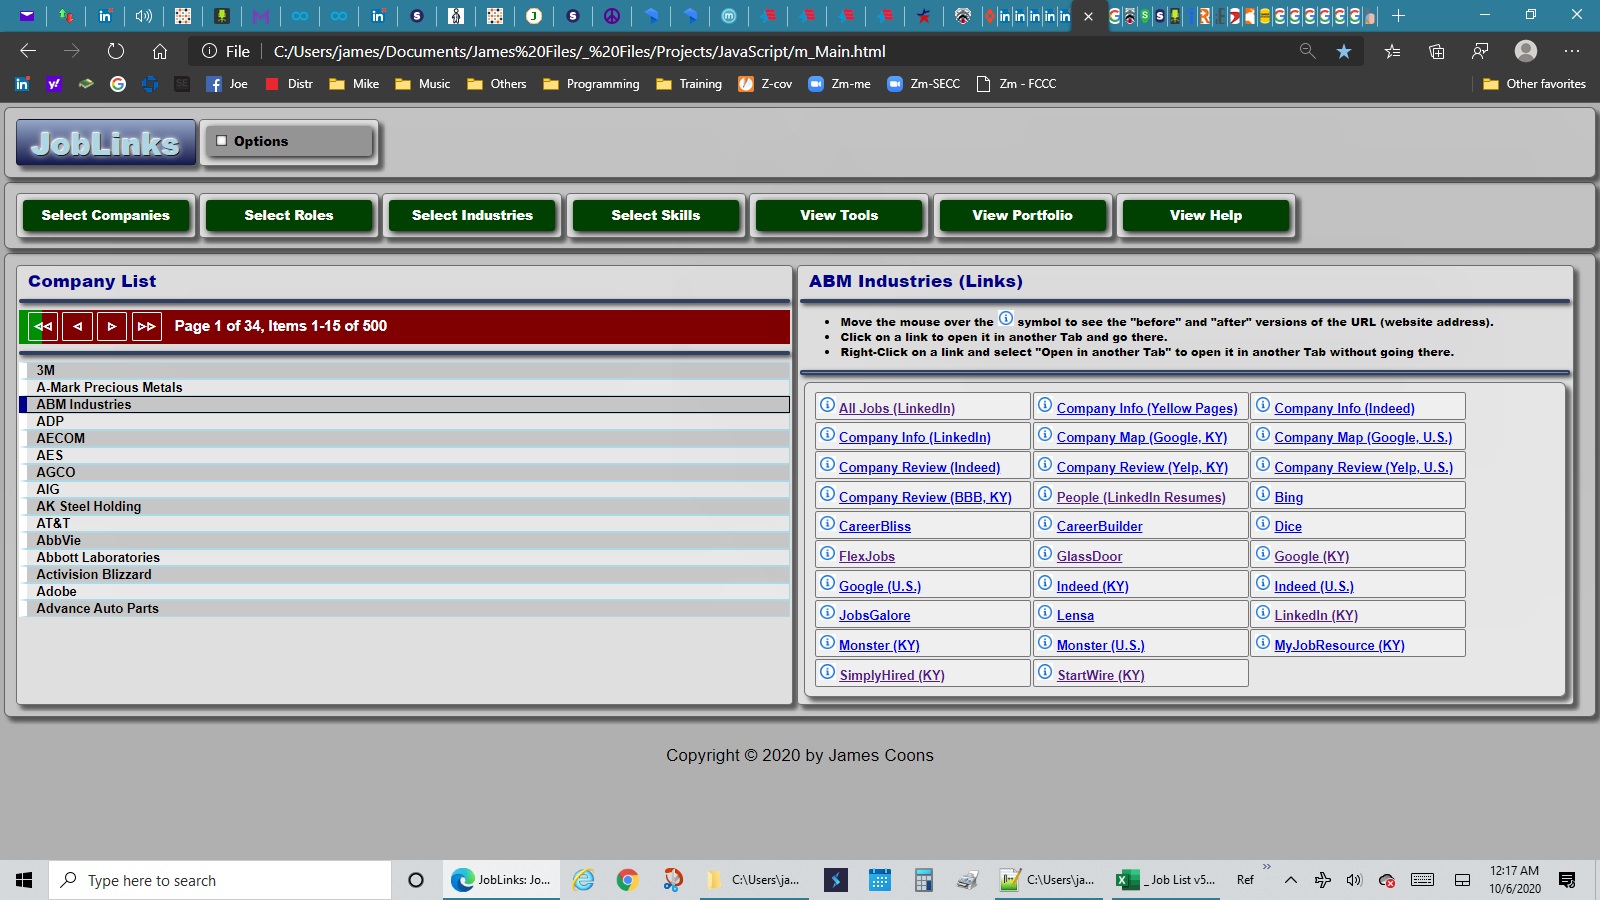 File C:/Users/james/Documents/James%20Files/_%20Files/Projects/JavaScript/m_Main.html
Joe Distr Mike Music Others Programming Training Z-cov Zm-me Zm-SECC Zm - FCCC Other favorites
JobLinks Options
Select Companies Select Roles Select Industries Select Skills View Tools View Portfolio View Help
Company List
Page 1 of 34, Items 1-15 of 500
3M
A-Mark Precious Metals
ABM Industries
ADP
AECOM
AES
AGCO
AIG
AK Steel Holding
AT&T
AbbVie
Abbott Laboratories
Activision Blizzard
Adobe
Advance Auto Parts
ABM Industries (Links)
• Move the mouse over the ⓘ symbol to see the "before" and "after" versions of the URL (website address).
• Click on a link to open it in another Tab and go there.
• Right-Click on a link and select "Open in another Tab" to open it in another Tab without going there.
All Jobs (LinkedIn) Company Info (Yellow Pages) Company Info (Indeed)
Company Info (LinkedIn) Company Map (Google, KY) Company Map (Google, U.S.)
Company Review (Indeed) Company Review (Yelp, KY) Company Review (Yelp, U.S.)
Company Review (BBB, KY) People (LinkedIn Resumes) Bing
CareerBliss CareerBuilder Dice
FlexJobs GlassDoor Google (KY)
Google (U.S.) Indeed (KY) Indeed (U.S.)
JobsGalore Lensa LinkedIn (KY)
Monster (KY) Monster (U.S.) MyJobResource (KY)
SimplyHired (KY) StartWire (KY)
Copyright © 2020 by James Coons
Type here to search JobLinks: Jo... C:\Users\ja... C:\Users\ja... _ Job List v5... Ref 12:17 AM
10/6/2020